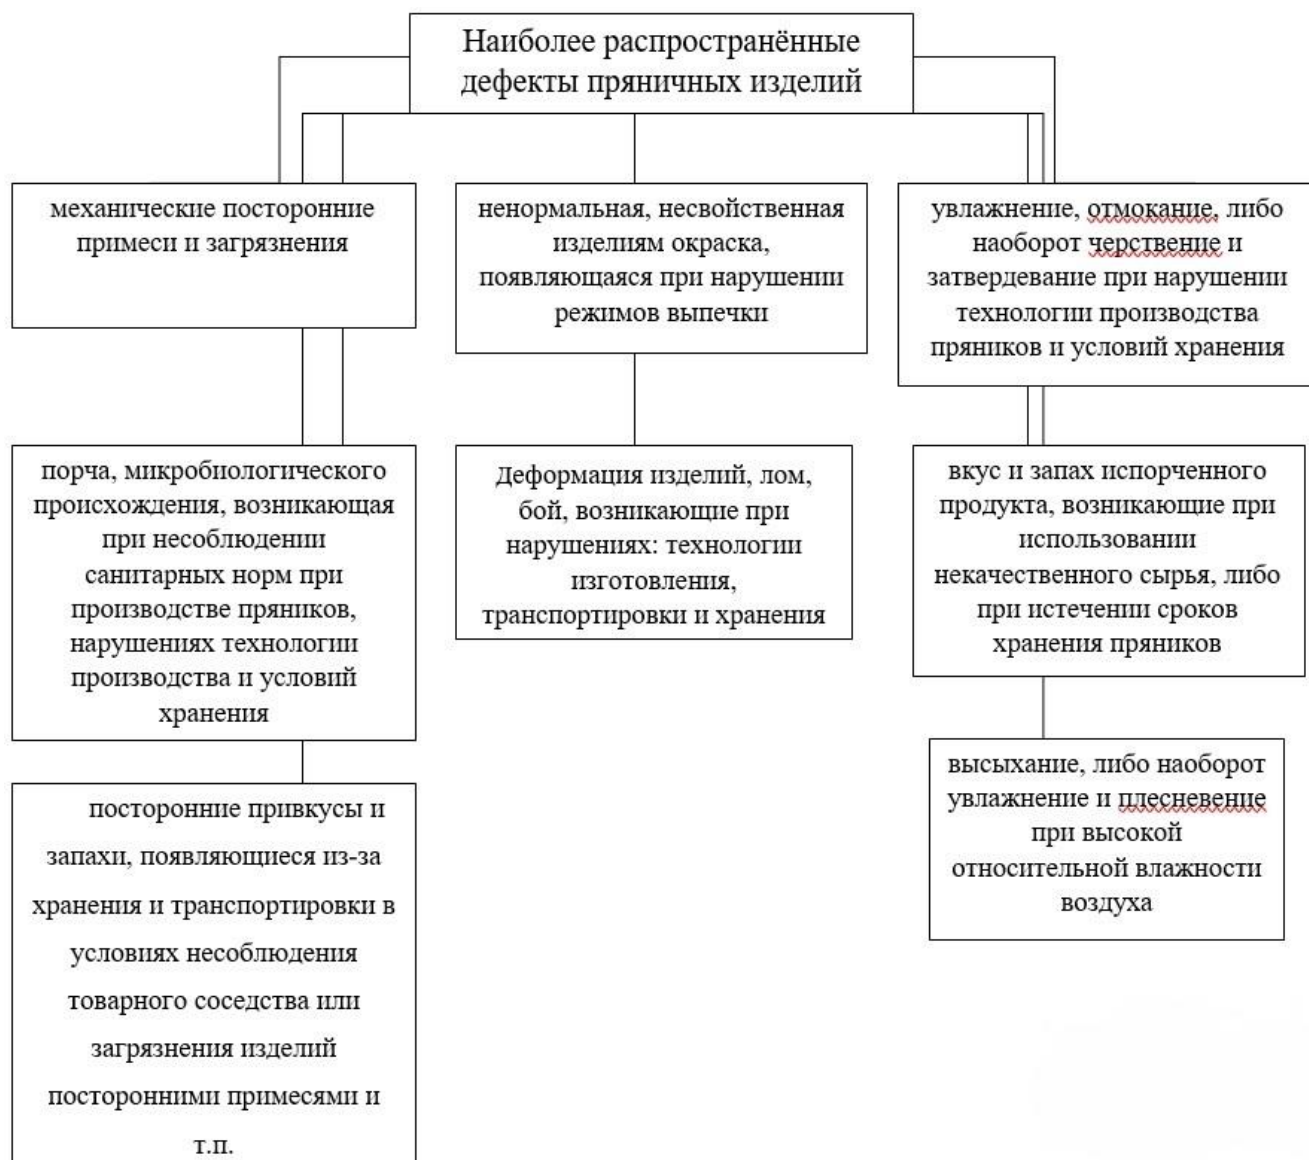 Наиболее распространённые
дефекты пряничных изделий
механические посторонние
примеси и загрязнения
ненормальная, несвойственная
изделиям окраска,
появляющаяся при нарушении
режимов выпечки
увлажнение, отмокание, либо
наоборот черствение и
затвердевание при нарушении
технологии производства
пряников и условий хранения
порча, микробиологического
происхождения, возникающая
при несоблюдении
санитарных норм при
производстве пряников,
нарушениях технологии
производства и условий
хранения
Деформация изделий, лом,
бой, возникающие при
нарушениях: технологии
изготовления,
транспортировки и хранения
вкус и запах испорченного
продукта, возникающие при
использовании
некачественного сырья, либо
при истечении сроков
хранения пряников
посторонние привкусы и
запахи, появляющиеся из-за
хранения и транспортировки в
условиях несоблюдения
товарного соседства или
загрязнения изделий
посторонними примесями и
т.п.
высыхание, либо наоборот
увлажнение и плесневение
при высокой
относительной влажности
воздуха